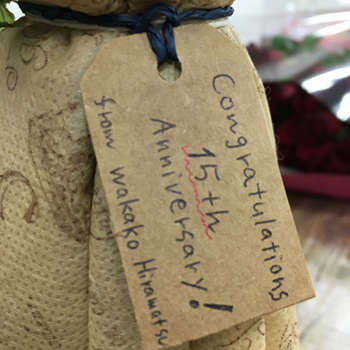 Congratulations
15th
Anniversary!
from Wakako Hiramatsu